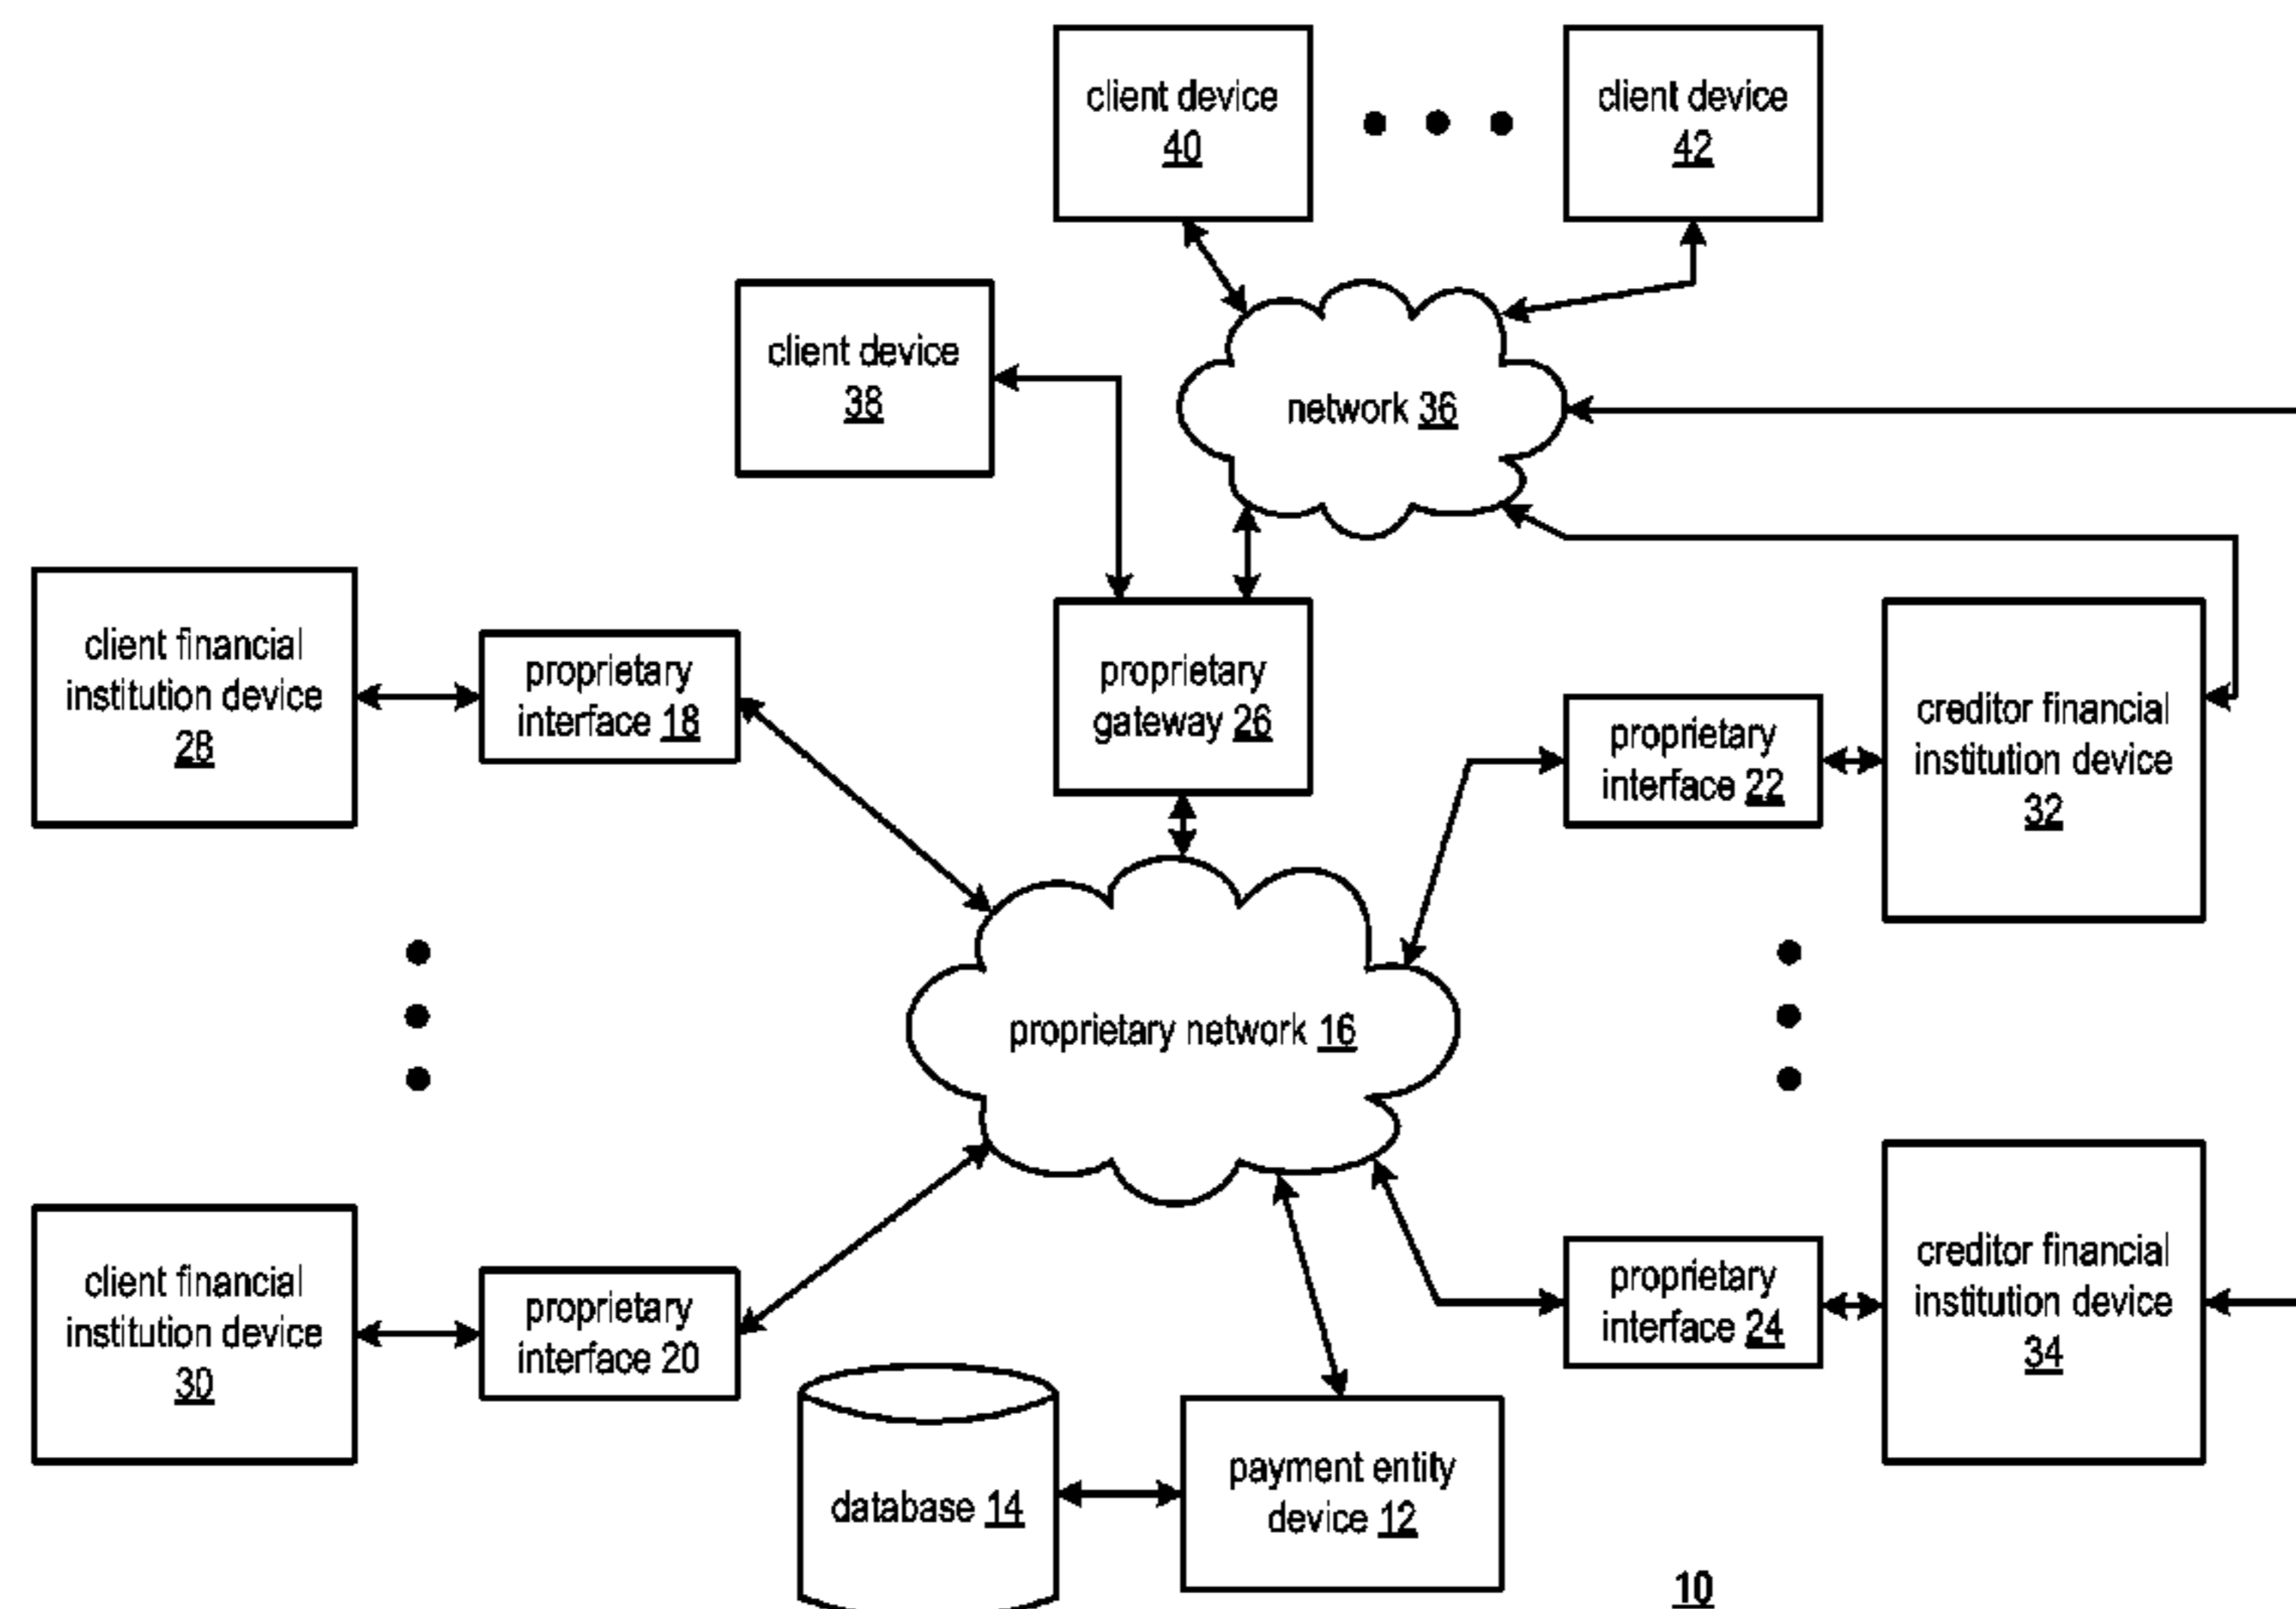 client device
40
client device
42
client device
38
network 36
client financial
institution device
28
proprietary
interface 18
proprietary
gateway 26
proprietary
interface 22
creditor financial
institution device
32
proprietary network 16
client financial
institution device
30
proprietary
interface 20
proprietary
interface 24
creditor financial
institution device
34
database 14
payment entity
device 12
10